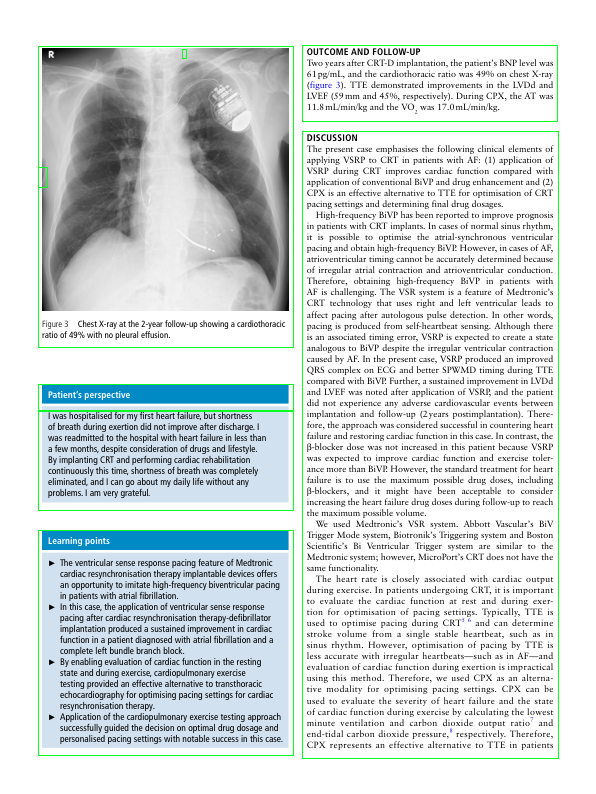 R
Figure 3 Chest X-ray at the 2-year follow-up showing a cardiothoracic
ratio of 49% with no pleural effusion.
Patient's perspective
I was hospitalised for my first heart failure, but shortness
of breath during exertion did not improve after discharge. I
was readmitted to the hospital with heart failure in less than
a few months, despite consideration of drugs and lifestyle.
By implanting CRT and performing cardiac rehabilitation
continuously this time, shortness of breath was completely
eliminated, and I can go about my daily life without any
problems. I am very grateful.
Learning points
► The ventricular sense response pacing feature of Medtronic
cardiac resynchronisation therapy implantable devices offers
an opportunity to imitate high-frequency biventricular pacing
in patients with atrial fibrillation.
► In this case, the application of ventricular sense response
pacing after cardiac resynchronisation therapy-defibrillator
implantation produced a sustained improvement in cardiac
function in a patient diagnosed with atrial fibrillation and a
complete left bundle branch block.
► By enabling evaluation of cardiac function in the resting
state and during exercise, cardiopulmonary exercise
testing provided an effective alternative to transthoracic
echocardiography for optimising pacing settings for cardiac
resynchronisation therapy.
► Application of the cardiopulmonary exercise testing approach
successfully guided the decision on optimal drug dosage and
personalised pacing settings with notable success in this case.
OUTCOME AND FOLLOW-UP
Two years after CRT-D implantation, the patient's BNP level was
61 pg/mL, and the cardiothoracic ratio was 49% on chest X-ray
(figure 3). TTE demonstrated improvements in the LVDd and
LVEF (59 mm and 45%, respectively). During CPX, the AT was
11.8 mL/min/kg and the VO2 was 17.0 mL/min/kg.
DISCUSSION
The present case emphasises the following clinical elements of
applying VSRP to CRT in patients with AF: (1) application of
VSRP during CRT improves cardiac function compared with
application of conventional BiVP and drug enhancement and (2)
CPX is an effective alternative to TTE for optimisation of CRT
pacing settings and determining final drug dosages.
High-frequency BiVP has been reported to improve prognosis
in patients with CRT implants. In cases of normal sinus rhythm,
it is possible to optimise the atrial-synchronous ventricular
pacing and obtain high-frequency BiVP. However, in cases of AF,
atrioventricular timing cannot be accurately determined because
of irregular atrial contraction and atrioventricular conduction.
Therefore, obtaining high-frequency BiVP in patients with
AF is challenging. The VSR system is a feature of Medtronic's
CRT technology that uses right and left ventricular leads to
affect pacing after autologous pulse detection. In other words,
pacing is produced from self-heartbeat sensing. Although there
is an associated timing error, VSRP is expected to create a state
analogous to BiVP despite the irregular ventricular contraction
caused by AF. In the present case, VSRP produced an improved
QRS complex on ECG and better SPWMD timing during TTE
compared with BiVP. Further, a sustained improvement in LVDd
and LVEF was noted after application of VSRP, and the patient
did not experience any adverse cardiovascular events between
implantation and follow-up (2 years postimplantation). There-
fore, the approach was considered successful in countering heart
failure and restoring cardiac function in this case. In contrast, the
β-blocker dose was not increased in this patient because VSRP
was expected to improve cardiac function and exercise toler-
ance more than BiVP. However, the standard treatment for heart
failure is to use the maximum possible drug doses, including
β-blockers, and it might have been acceptable to consider
increasing the heart failure drug doses during follow-up to reach
the maximum possible volume.
We used Medtronic's VSR system. Abbott Vascular's BiV
Trigger Mode system, Biotronik's Triggering system and Boston
Scientific's Bi Ventricular Trigger system are similar to the
Medtronic system; however, MicroPort's CRT does not have the
same functionality.
The heart rate is closely associated with cardiac output
during exercise. In patients undergoing CRT, it is important
to evaluate the cardiac function at rest and during exer-
tion for optimisation of pacing settings. Typically, TTE is
used to optimise pacing during CRT5 6 and can determine
stroke volume from a single stable heartbeat, such as in
sinus rhythm. However, optimisation of pacing by TTE is
less accurate with irregular heartbeats—such as in AF—and
evaluation of cardiac function during exertion is impractical
using this method. Therefore, we used CPX as an alterna-
tive modality for optimising pacing settings. CPX can be
used to evaluate the severity of heart failure and the state
of cardiac function during exercise by calculating the lowest
minute ventilation and carbon dioxide output ratio7 and
end-tidal carbon dioxide pressure,8 respectively. Therefore,
CPX represents an effective alternative to TTE in patients